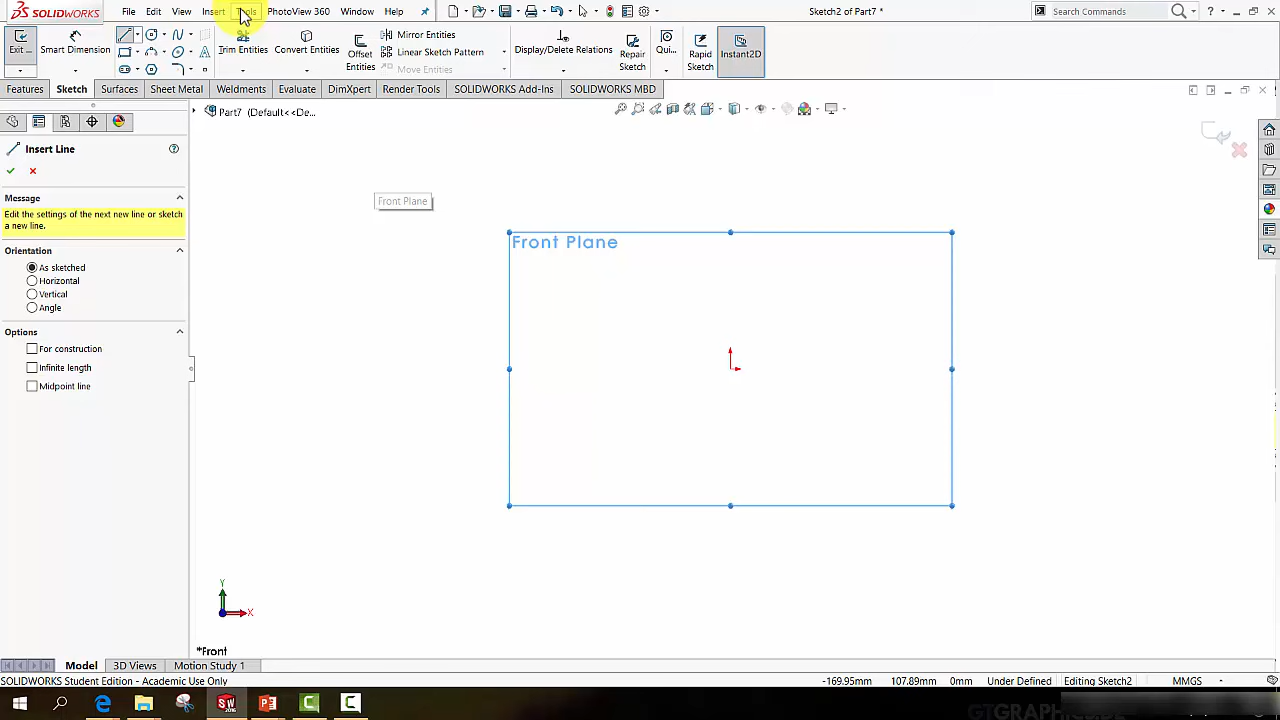 SOLIDWORKS File Edit View Insert Tools PhotoView 360 Window Help Sketch2 of Part7 * Search Commands ?
Exit ... Smart Dimension Trim Entities Convert Entities Offset Entities Mirror Entities Linear Sketch Pattern Move Entities Display/Delete Relations Repair Sketch Qui... Rapid Sketch Instant2D
Features Sketch Surfaces Sheet Metal Weldments Evaluate DimXpert Render Tools SOLIDWORKS Add-Ins SOLIDWORKS MBD
Part7 (Default<<De...
Insert Line
Message
Edit the settings of the next new line or sketch
a new line.
Front Plane
Front Plane
Orientation
As sketched
Horizontal
Vertical
Angle
Options
For construction
Infinite length
Midpoint line
Y
X
*Front
Model 3D Views Motion Study 1
SOLIDWORKS Student Edition - Academic Use Only -169.95mm 107.89mm 0mm Under Defined Editing Sketch2 MMGS
GTGRAPHICS.DE